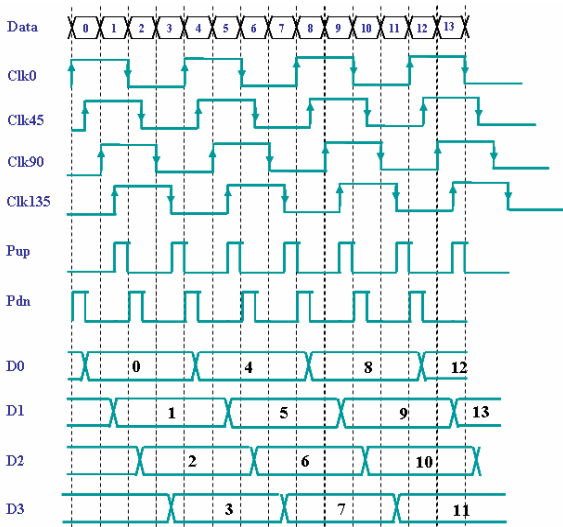 Data 0 1 2 3 4 5 6 7 8 9 10 11 12 13
Clk0
Clk45
Clk90
Clk135
Pup
Pdn
D0 0 4 8 12
D1 1 5 9 13
D2 2 6 10
D3 3 7 11